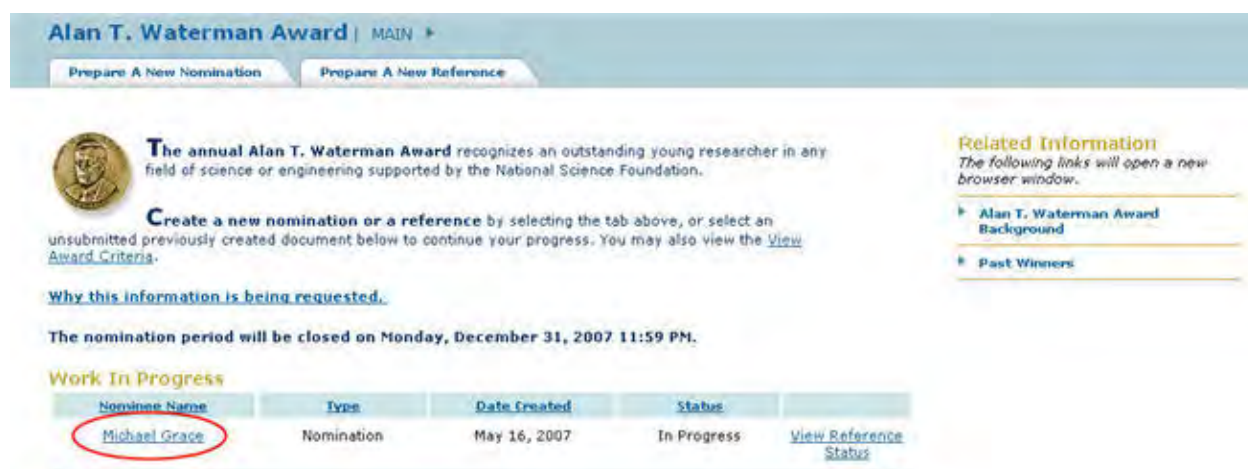 Alan T. Waterman Award | MAIN
Prepare A New Nomination
Prepare A New Reference
The annual Alan T. Waterman Award recognizes an outstanding young researcher in any
field of science or engineering supported by the National Science Foundation.
Create a new nomination or a reference by selecting the tab above, or select an
unsubmitted previously created document below to continue your progress. You may also view the View
Award Criteria.
Why this information is being requested.
The nomination period will be closed on Monday, December 31, 2007 11:59 PM.
Work In Progress
Nominee Name Type Date Created Status
Michael Grace Nomination May 16, 2007 In Progress View Reference
Status
Related Information
The following links will open a new
browser window.
Alan T. Waterman Award
Background
Past Winners